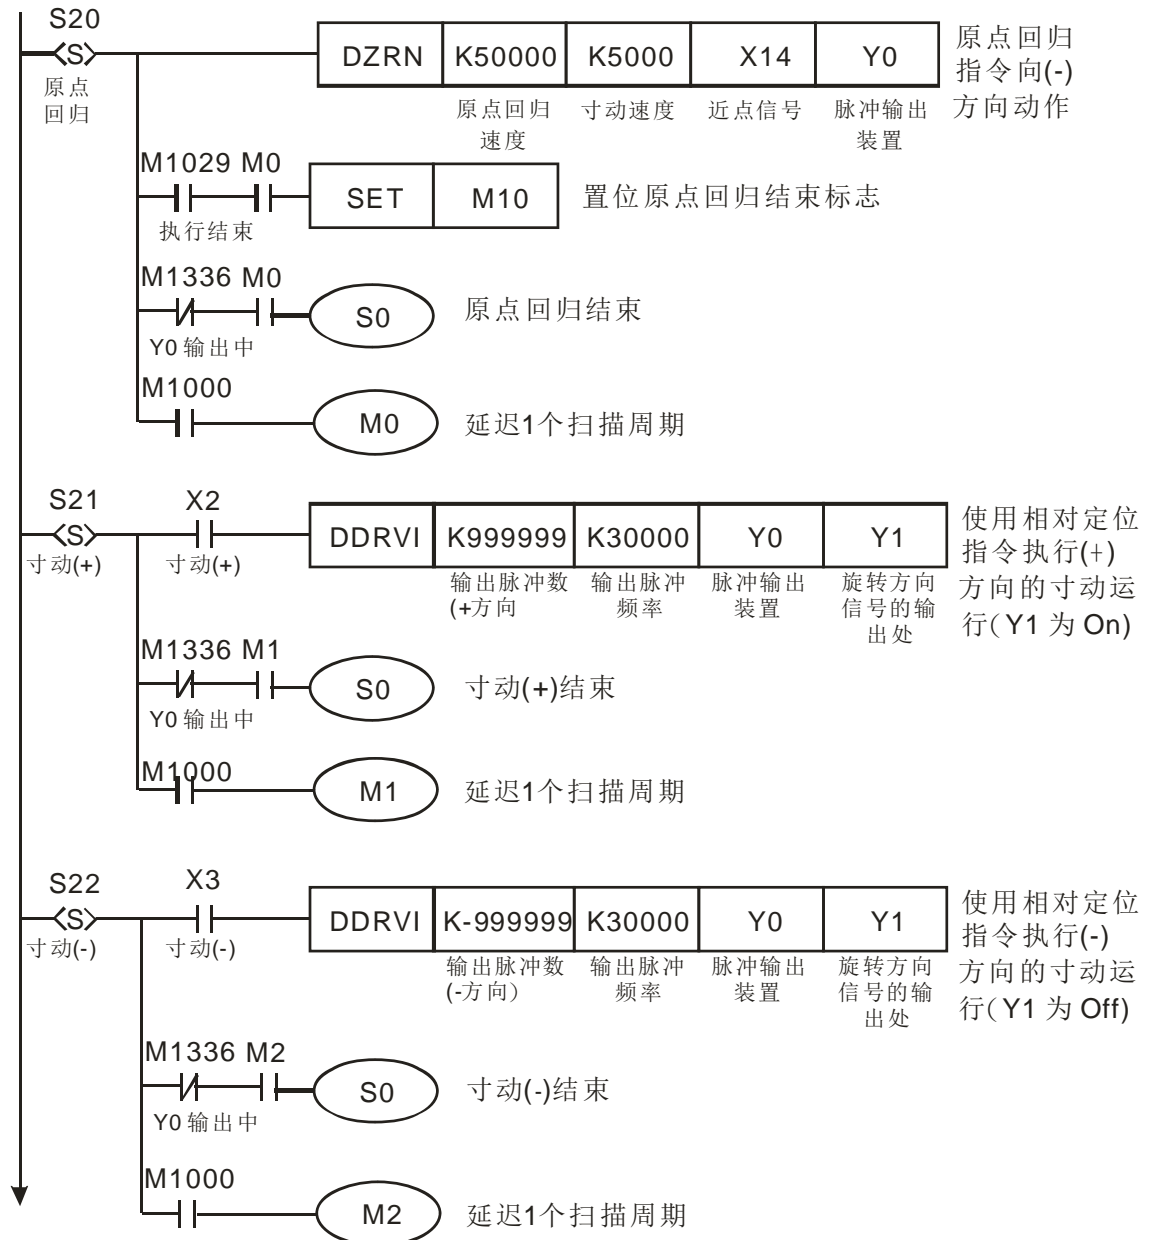 S20
S
原点
回归
DZRN K50000 K5000 X14 Y0
原点回归
速度
寸动速度
近点信号
脉冲输出
装置
原点回归
指令向(-)
方向动作
M1029 M0
执行结束
SET M10
置位原点回归结束标志
M1336 M0
Y0 输出中
S0
原点回归结束
M1000
M0
延迟1个扫描周期
S21
S
寸动(+)
X2
寸动(+)
DDRVI K999999 K30000 Y0 Y1
输出脉冲数
(+方向
输出脉冲
频率
脉冲输出
装置
旋转方向
信号的输
出处
使用相对定位
指令执行(+)
方向的寸动运
行(Y1 为 On)
M1336 M1
Y0 输出中
S0
寸动(+)结束
M1000
M1
延迟1个扫描周期
S22
S
寸动(-)
X3
寸动(-)
DDRVI K-999999 K30000 Y0 Y1
输出脉冲数
(-方向）
输出脉冲
频率
脉冲输出
装置
旋转方向
信号的输
出处
使用相对定位
指令执行(-)
方向的寸动运
行(Y1 为 Off)
M1336 M2
Y0 输出中
S0
寸动(-)结束
M1000
M2
延迟1个扫描周期